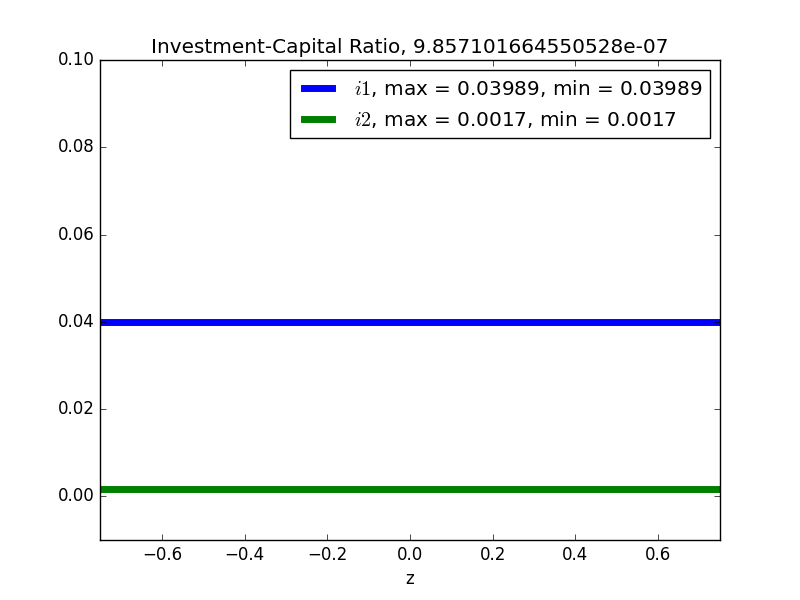 Investment-Capital Ratio, 9.857101664550528e-07
i1, max = 0.03989, min = 0.03989
i2, max = 0.0017, min = 0.0017
0.10
0.08
0.06
0.04
0.02
0.00
−0.6 −0.4 −0.2 0.0 0.2 0.4 0.6
z